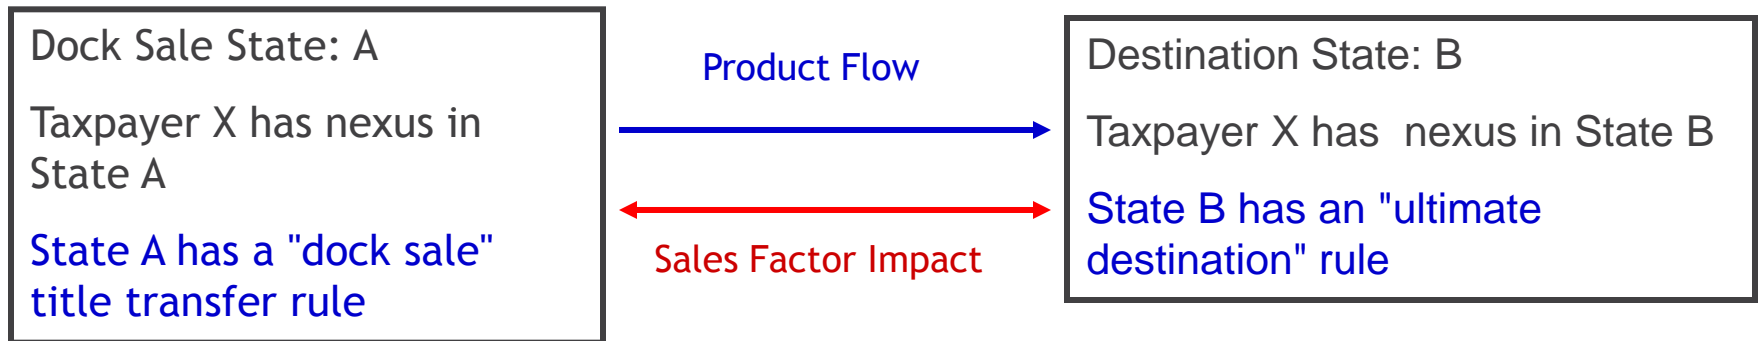 Dock Sale State: A
Taxpayer X has nexus in
State A
State A has a "dock sale"
title transfer rule
Product Flow
Sales Factor Impact
Destination State: B
Taxpayer X has  nexus in State B
State B has an "ultimate
destination" rule